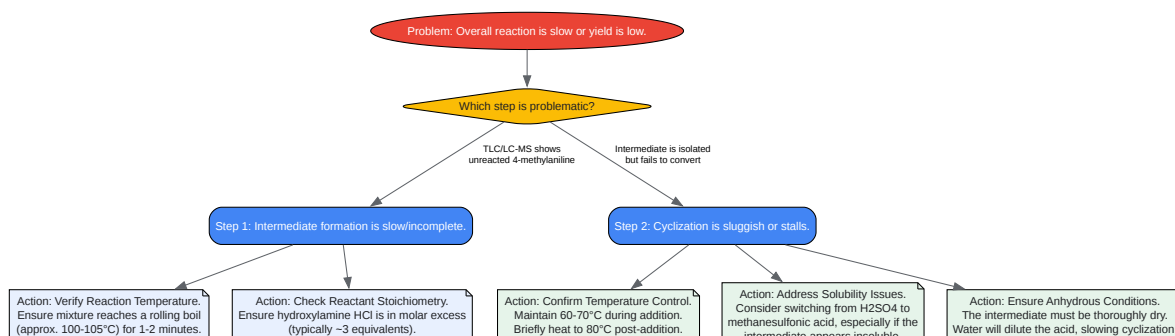 Problem: Overall reaction is slow or yield is low.
Which step is problematic?
TLC/LC-MS shows
unreacted 4-methylaniline
Intermediate is isolated
but fails to convert
Step 1: Intermediate formation is slow/incomplete.
Step 2: Cyclization is sluggish or stalls.
Action: Verify Reaction Temperature.
Ensure mixture reaches a rolling boil
(approx. 100-105°C) for 1-2 minutes.
Action: Check Reactant Stoichiometry.
Ensure hydroxylamine HCl is in molar excess
(typically ~3 equivalents).
Action: Confirm Temperature Control.
Maintain 60-70°C during addition.
Briefly heat to 80°C post-addition.
Action: Address Solubility Issues.
Consider switching from H2SO4 to
methanesulfonic acid, especially if the
intermediate appears insoluble.
Action: Ensure Anhydrous Conditions.
The intermediate must be thoroughly dry.
Water will dilute the acid, slowing cyclization.